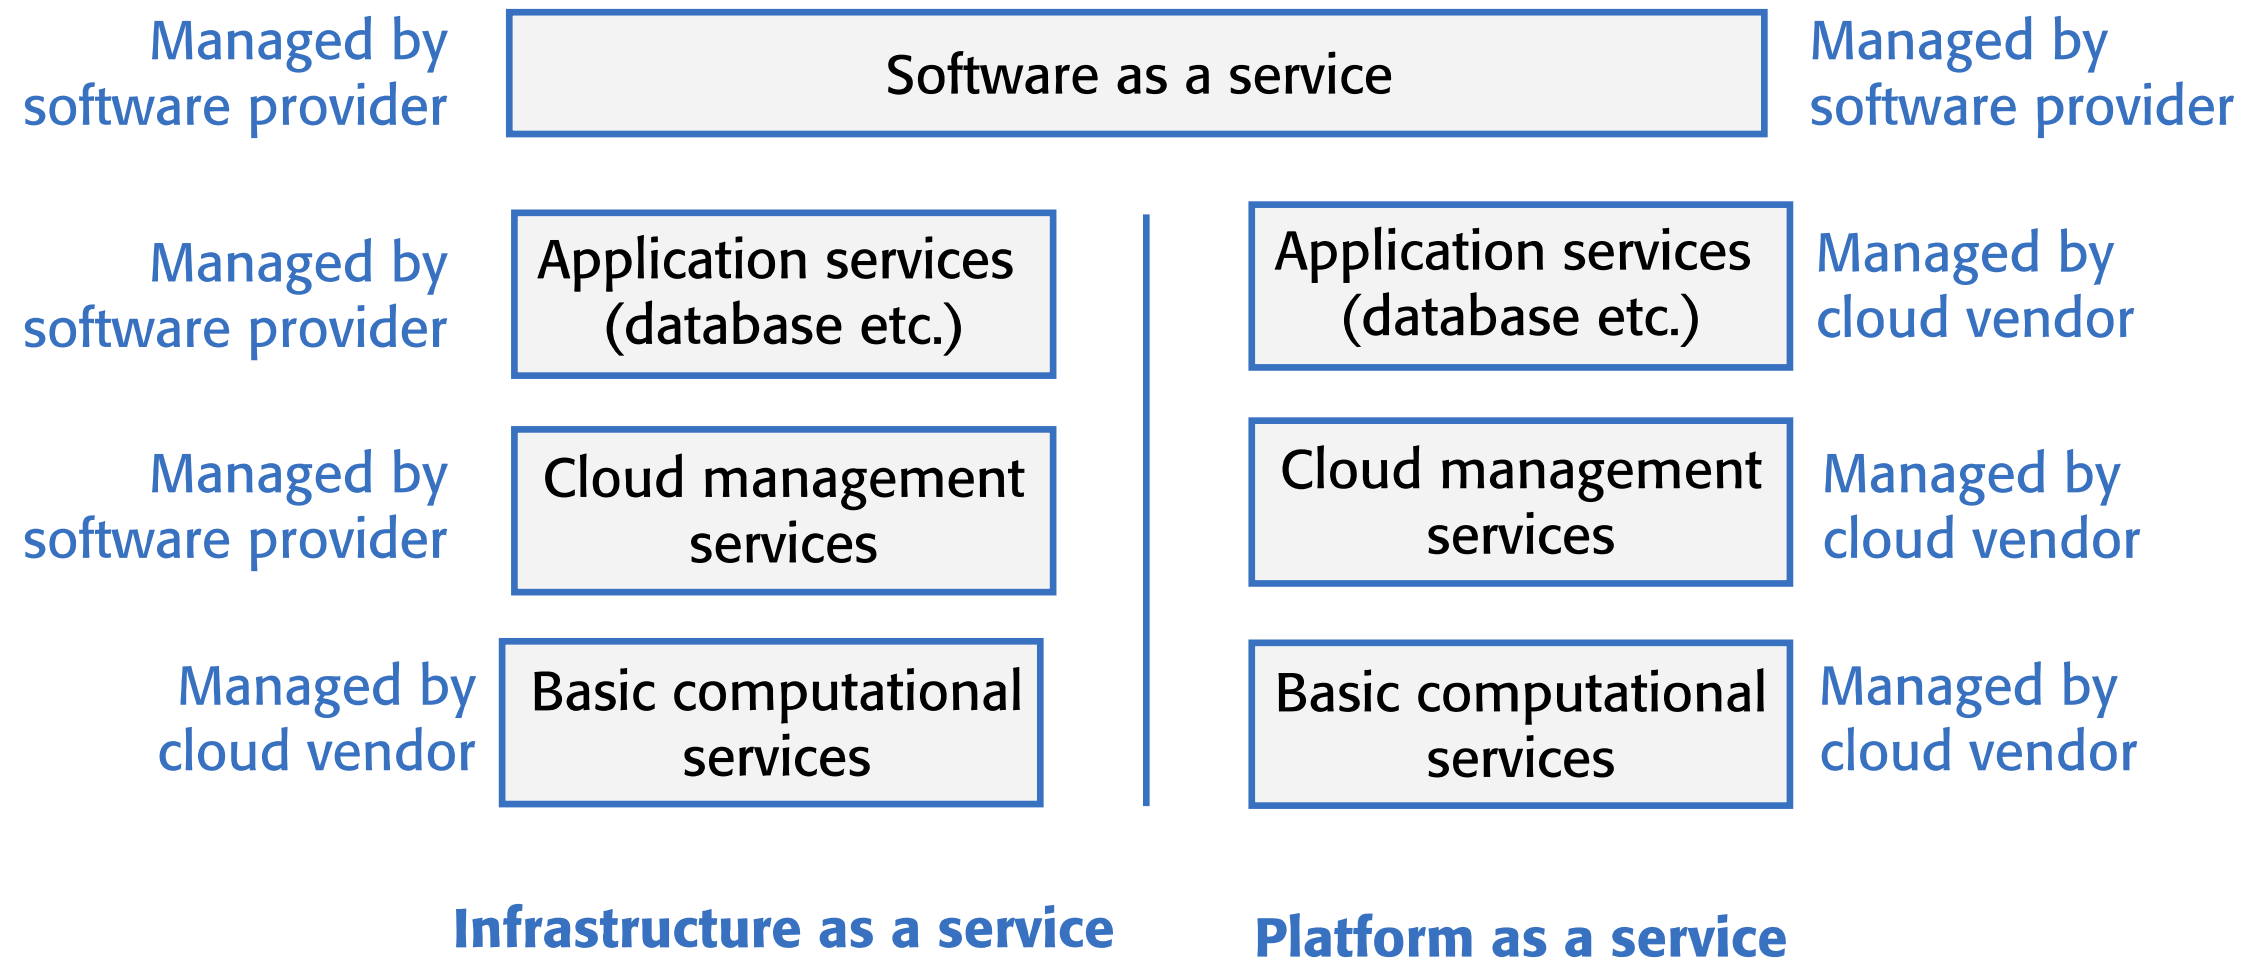 Managed by
software provider
Software as a service
Managed by
software provider
Managed by
software provider
Application services
(database etc.)
Application services
(database etc.)
Managed by
cloud vendor
Managed by
software provider
Cloud management
services
Cloud management
services
Managed by
cloud vendor
Managed by
cloud vendor
Basic computational
services
Basic computational
services
Managed by
cloud vendor
Infrastructure as a service
Platform as a service